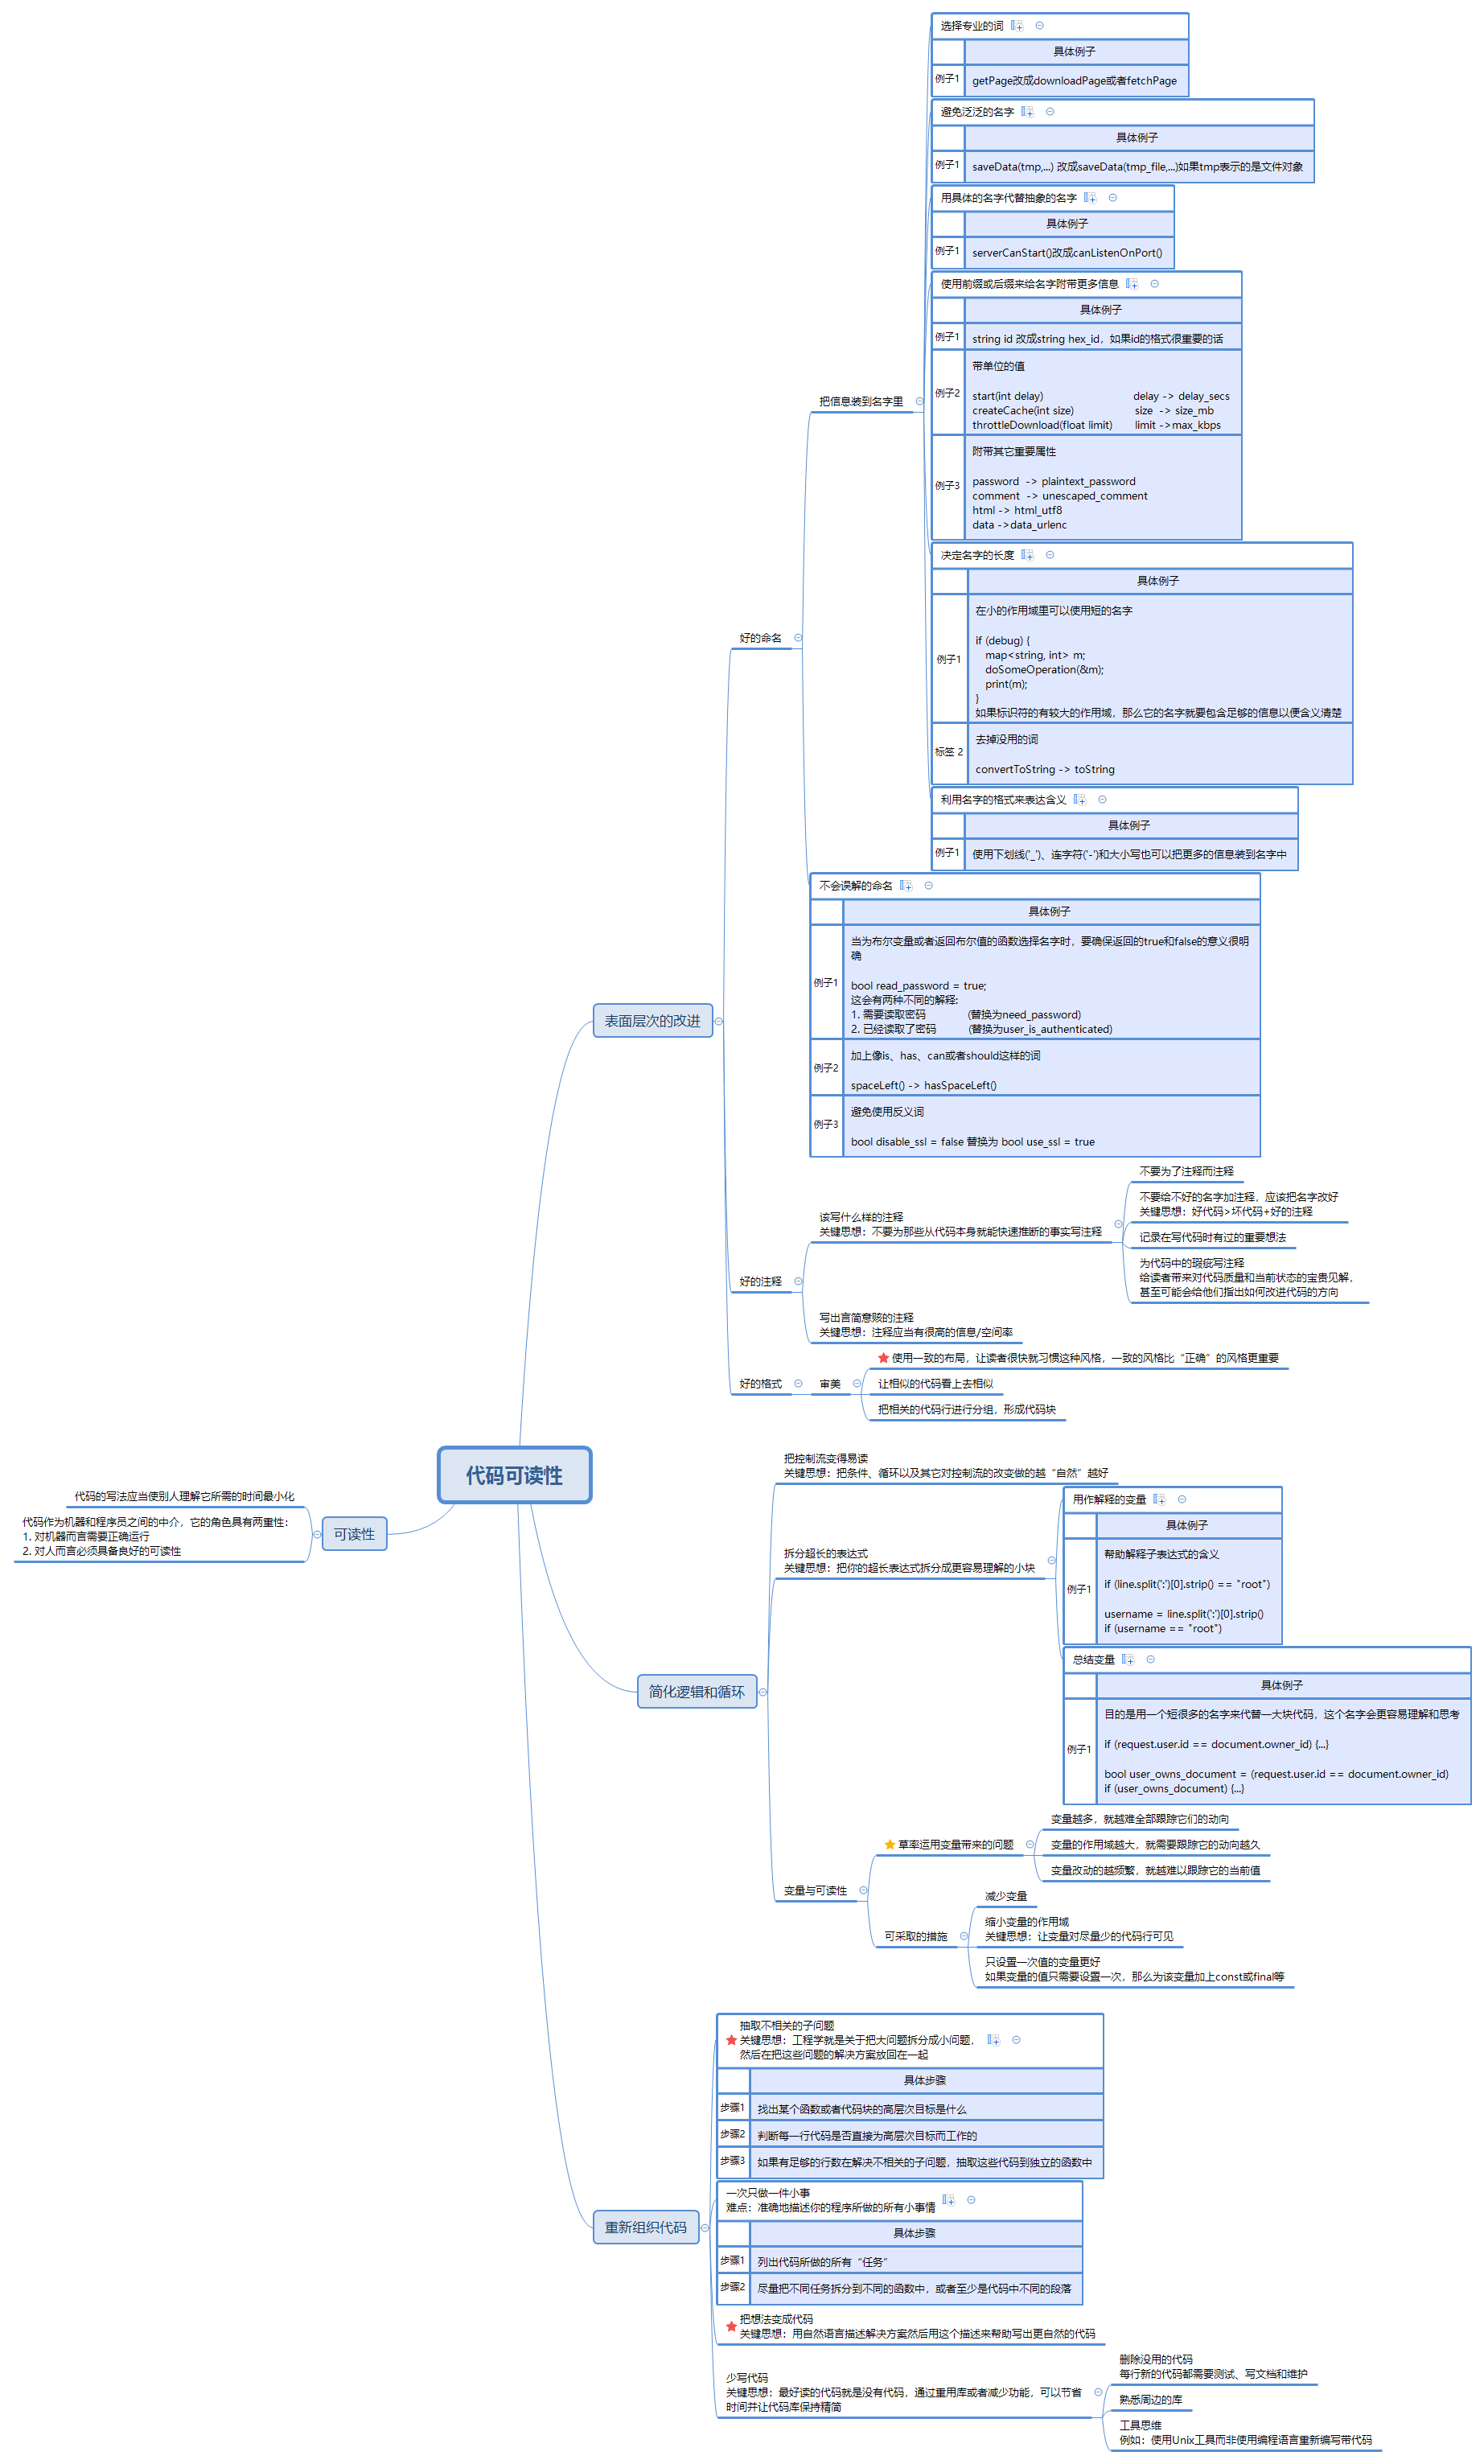 代码可读性
可读性
代码的写法应当使别人理解它所需的时间最小化
代码作为机器和程序员之间的中介，它的角色具有两重性：
1. 对机器而言需要正确运行
2. 对人而言必须具备良好的可读性
表面层次的改进
好的命名
把信息装到名字里
选择专业的词
具体例子
例子1
getPage改成downloadPage或者fetchPage
避免泛泛的名字
具体例子
例子1
saveData(tmp,...) 改成saveData(tmp_file,...)如果tmp表示的是文件对象
用具体的名字代替抽象的名字
具体例子
例子1
serverCanStart()改成canListenOnPort()
使用前缀或后缀来给名字附带更多信息
具体例子
例子1
string id 改成string hex_id，如果id的格式很重要的话
例子2
带单位的值
start(int delay) delay -> delay_secs
createCache(int size) size -> size_mb
throttleDownload(float limit) limit ->max_kbps
例子3
附带其它重要属性
password -> plaintext_password
comment -> unescaped_comment
html -> html_utf8
data ->data_urlenc
决定名字的长度
具体例子
例子1
在小的作用域里可以使用短的名字
if (debug) {
map<string, int> m;
doSomeOperation(&m);
print(m);
}
如果标识符的有较大的作用域，那么它的名字就要包含足够的信息以便含义清楚
标签 2
去掉没用的词
convertToString -> toString
利用名字的格式来表达含义
具体例子
例子1
使用下划线('_')、连字符('-')和大小写也可以把更多的信息装到名字中
不会误解的命名
具体例子
例子1
当为布尔变量或者返回布尔值的函数选择名字时，要确保返回的true和false的意义很明
确
bool read_password = true;
这会有两种不同的解释:
1. 需要读取密码 (替换为need_password)
2. 已经读取了密码 (替换为user_is_authenticated)
例子2
加上像is、has、can或者should这样的词
spaceLeft() -> hasSpaceLeft()
例子3
避免使用反义词
bool disable_ssl = false 替换为 bool use_ssl = true
好的注释
该写什么样的注释
关键思想：不要为那些从代码本身就能快速推断的事实写注释
不要为了注释而注释
不要给不好的名字加注释，应该把名字改好
关键思想：好代码>坏代码+好的注释
记录在写代码时有过的重要想法
为代码中的瑕疵写注释
给读者带来对代码质量和当前状态的宝贵见解，
甚至可能会给他们指出如何改进代码的方向
写出言简意赅的注释
关键思想：注释应当有很高的信息/空间率
好的格式
审美
使用一致的布局，让读者很快就习惯这种风格，一致的风格比“正确”的风格更重要
让相似的代码看上去相似
把相关的代码行进行分组，形成代码块
简化逻辑和循环
把控制流变得易读
关键思想：把条件、循环以及其它对控制流的改变做的越“自然”越好
拆分超长的表达式
关键思想：把你的超长表达式拆分成更容易理解的小块
用作解释的变量
具体例子
例子1
帮助解释子表达式的含义
if (line.split(':')[0].strip() == "root")
username = line.split(':')[0].strip()
if (username == "root")
总结变量
具体例子
例子1
目的是用一个短很多的名字来代替一大块代码，这个名字会更容易理解和思考
if (request.user.id == document.owner_id) {...}
bool user_owns_document = (request.user.id == document.owner_id)
if (user_owns_document) {...}
变量与可读性
草率运用变量带来的问题
变量越多，就越难全部跟踪它们的动向
变量的作用域越大，就需要跟踪它的动向越久
变量改动的越频繁，就越难以跟踪它的当前值
可采取的措施
减少变量
缩小变量的作用域
关键思想：让变量对尽量少的代码行可见
只设置一次值的变量更好
如果变量的值只需要设置一次，那么为该变量加上const或final等
重新组织代码
抽取不相关的子问题
关键思想：工程学就是关于把大问题拆分成小问题，
然后在把这些问题的解决方案放回在一起
具体步骤
步骤1
找出某个函数或者代码块的高层次目标是什么
步骤2
判断每一行代码是否直接为高层次目标而工作的
步骤3
如果有足够的行数在解决不相关的子问题，抽取这些代码到独立的函数中
一次只做一件小事
难点：准确地描述你的程序所做的所有小事情
具体步骤
步骤1
列出代码所做的所有“任务”
步骤2
尽量把不同任务拆分到不同的函数中，或者至少是代码中不同的段落
把想法变成代码
关键思想：用自然语言描述解决方案然后用这个描述来帮助写出更自然的代码
少写代码
关键思想：最好读的代码就是没有代码，通过重用库或者减少功能，可以节省
时间并让代码库保持精简
删除没用的代码
每行新的代码都需要测试、写文档和维护
熟悉周边的库
工具思维
例如：使用Unix工具而非使用编程语言重新编写带代码